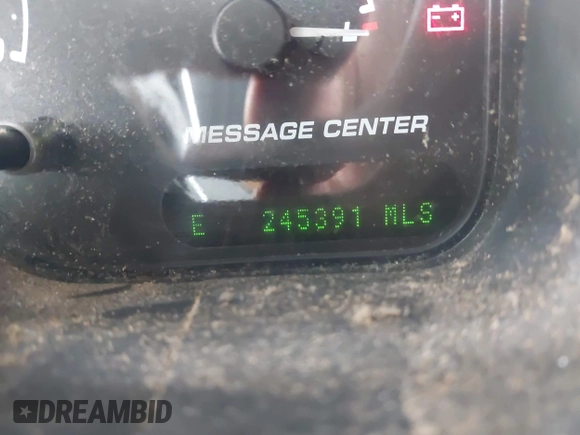 MESSAGE CENTER
E 245391 MLS
DREAMBID